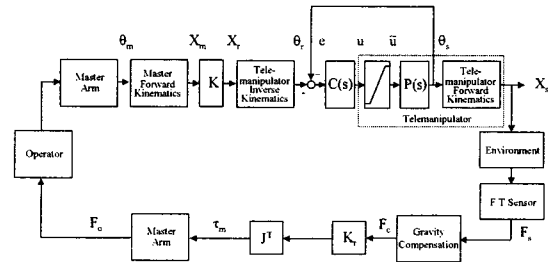 θm
Xm
Xr
θr
e
u
ũ
θs
Master
Arm
Master
Forward
Kinematics
K
Tele-
manipulator
Inverse
Kinematics
C(s)
P(s)
Tele-
manipulator
Forward
Kinematics
Xs
Telemanipulator
Operator
Environment
F T Sensor
Fs
Gravity
Compensation
Fc
Kτ
Jᵀ
τm
Master
Arm
Fo